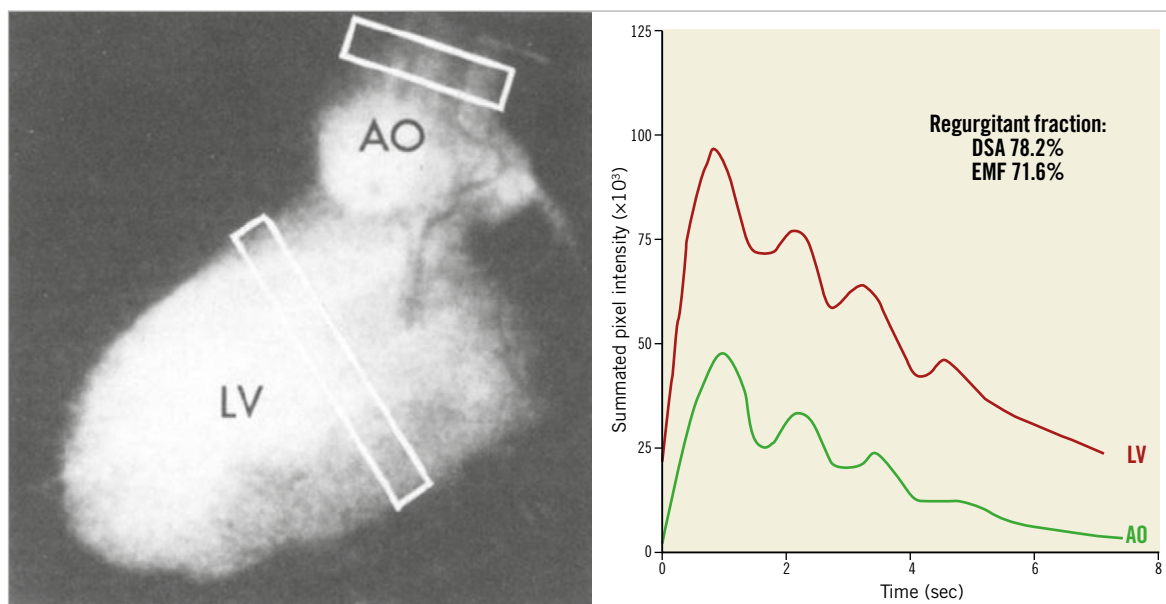 AO
LV
125
100
75
50
25
0
Summated pixel intensity (×10³)
Regurgitant fraction:
DSA 78.2%
EMF 71.6%
LV
AO
0 2 4 6 8
Time (sec)